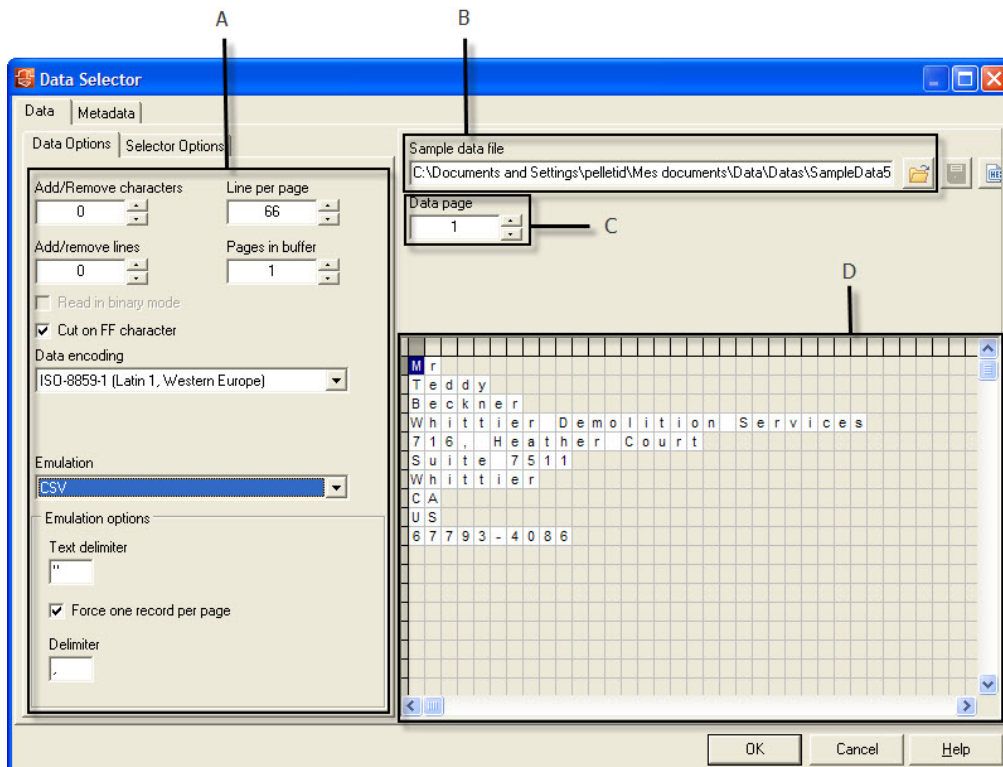 A
B
Data Selector
Data
Metadata
Data Options
Selector Options
Add/Remove characters
Line per page
0
66
Add/remove lines
Pages in buffer
0
1
Read in binary mode
Cut on FF character
Data encoding
ISO-8859-1 (Latin 1, Western Europe)
Emulation
CSV
Emulation options
Text delimiter
"
Force one record per page
Delimiter
,
Sample data file
C:\Documents and Settings\pelletid\Mes documents\Data\Datas\SampleData5
HE
Data page
1
C
D
Mr
Teddy
Beckner
Whittier Demolition Services
716, Heather Court
Suite 7511
Whittier
CA
US
67793-4086
OK
Cancel
Help